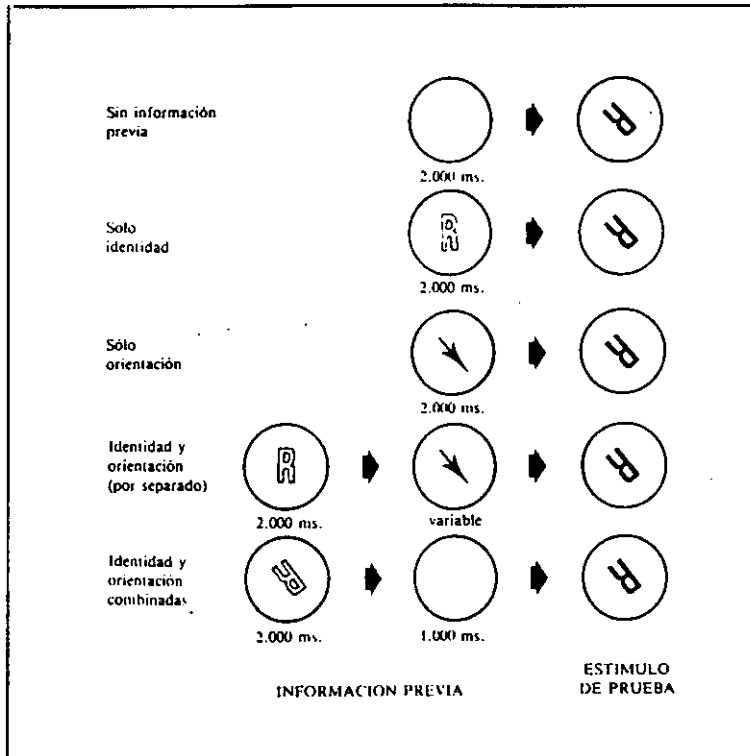 Sin información
previa
R
2.000 ms.
Solo
identidad
R
R
2.000 ms.
Sólo
orientación
R
2.000 ms.
Identidad y
orientación
(por separado)
R
R
2.000 ms.
variable
Identidad y
orientación
combinadas
R
R
2.000 ms.
1.000 ms.
INFORMACION PREVIA
ESTIMULO
DE PRUEBA